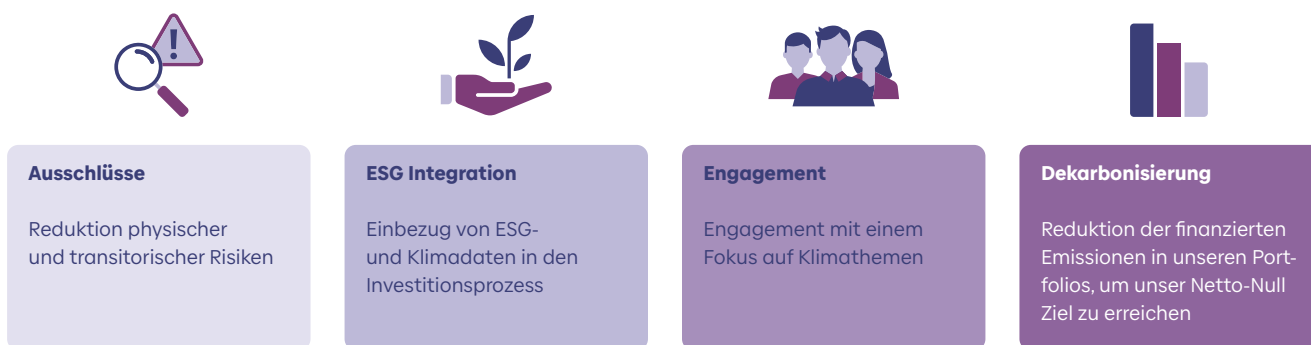 Ausschlüsse
Reduktion physischer
und transitorischer Risiken
ESG Integration
Einbezug von ESG-
und Klimadaten in den
Investitionsprozess
Engagement
Engagement mit einem
Fokus auf Klimathemen
Dekarbonisierung
Reduktion der finanzierten
Emissionen in unseren Port-
folios, um unser Netto-Null
Ziel zu erreichen